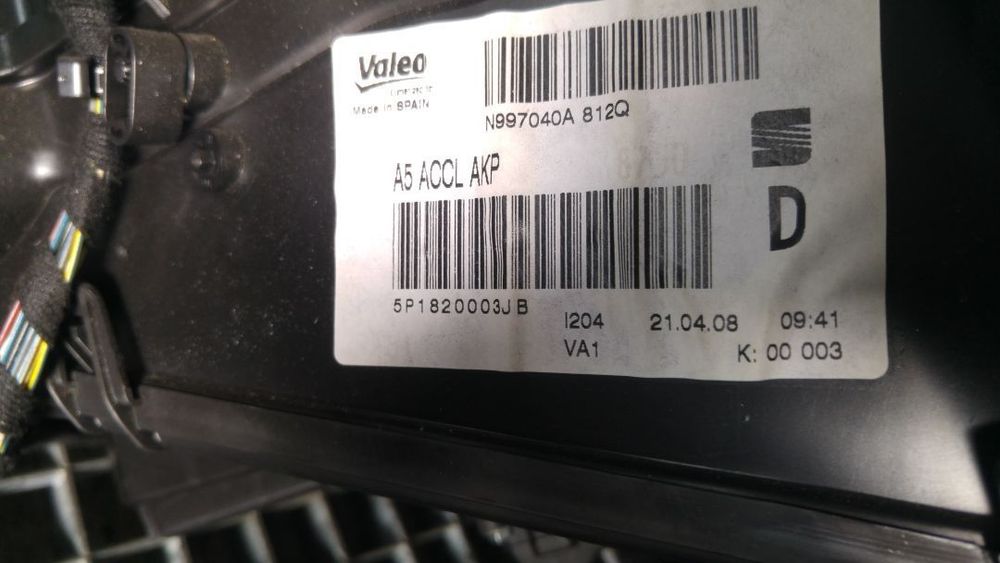 Valeo
Made in SPAIN
N997040A 812Q
A5 ACCL AKP
D
5P1820003J B
I204 21.04.08 09:41
VA1 K: 00 003